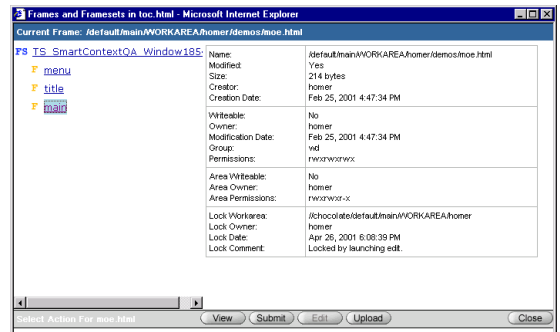 Frames and Framesets in toc.html - Microsoft Internet Explorer
Current Frame: /default/main/WORKAREA/homer/demos/moe.html
FS TS_SmartContextQA_Window185
F menu
F title
F main
Name: /default/main/WORKAREA/homer/demos/moe.html
Modified: Yes
Size: 214 bytes
Creator: homer
Creation Date: Feb 25, 2001 4:47:34 PM
Writeable: No
Owner: homer
Modification Date: Feb 25, 2001 4:47:34 PM
Group: wd
Permissions: rwxrwxrwx
Area Writeable: No
Area Owner: homer
Area Permissions: rwxrwxr-x
Lock Workarea: //chocolate/default/main/WORKAREA/homer
Lock Owner: homer
Lock Date: Apr 26, 2001 6:08:39 PM
Lock Comment: Locked by launching edit.
Select Action For moe.html View Submit Edit Upload Close